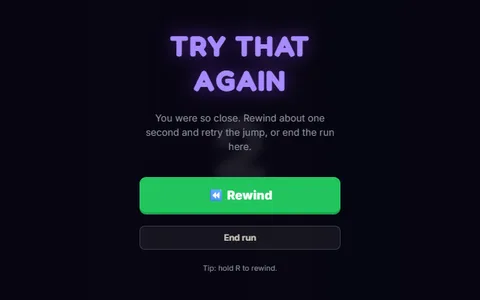 TRY THAT
AGAIN
You were so close. Rewind about one
second and retry the jump, or end the run
here.
⏪ Rewind
End run
Tip: hold R to rewind.